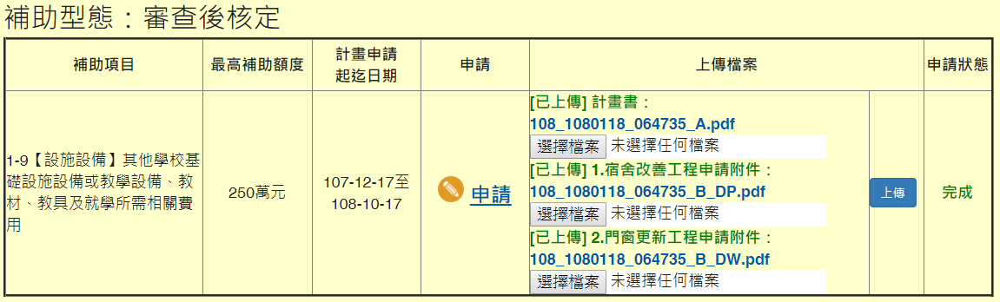 補助型態：審查後核定
補助項目
最高補助額度
計畫申請
起迄日期
申請
上傳檔案
申請狀態
1-9【設施設備】其他學校基
礎設施設備或教學設備、教
材、教具及就學所需相關費
用
250萬元
107-12-17至
108-10-17
申請
[已上傳] 計畫書：
108_1080118_064735_A.pdf
選擇檔案 未選擇任何檔案
[已上傳] 1.宿舍改善工程申請附件：
108_1080118_064735_B_DP.pdf
選擇檔案 未選擇任何檔案
[已上傳] 2.門窗更新工程申請附件：
108_1080118_064735_B_DW.pdf
選擇檔案 未選擇任何檔案
上傳
完成